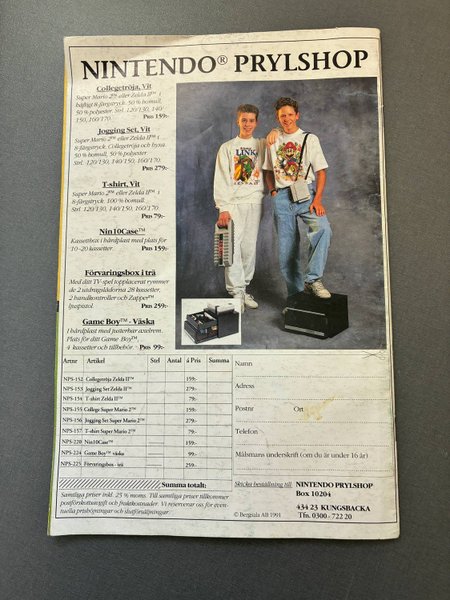 NINTENDO® PRYLSHOP
Collegetröja, Vit
Super Mario 2™ eller Zelda II™ i
häftigt 8-färgstryck. 50 % bomull,
50 % polyester. Strl. 120/130, 140/
150, 160/170.
PRIS 159:-
Jogging Set, Vit
Super Mario 2™ eller Zelda II™ i
8-färgstryck. Collegetröja och byxa.
50 % bomull, 50 % polyester.
Strl. 120/130, 140/150, 160/170.
PRIS 279:-
T-shirt, Vit
Super Mario 2™ eller Zelda II™ i
8-färgstryck. 100 % bomull.
Strl. 120/130, 140/150, 160/170
PRIS 79:-
Nin10Case™
Kassettbox i hårdplast med plats för
10–20 kassetter.
PRIS 159:-
Förvaringsbox i trä
Med ditt TV-spel topplacerat rymmer
de 2 utdragslådorna 28 kassetter,
2 handkontroller och Zapper™
ljuspistol.
PRIS 259:-
Game Boy™ - Väska
I hårdplast med justerbar axelrem.
Plats för ditt Game Boy™,
4 kassetter och tillbehör.
PRIS 99:-
LINK
Artnr Artikel Strl Antal á Pris Summa
NPS-152 Collegetröja Zelda II™ 159:-
NPS-153 Jogging Set Zelda II™ 279:-
NPS-154 T-shirt Zelda II™ 79:-
NPS-155 College Super Mario 2™ 159:-
NPS-156 Jogging Set Super Mario 2™ 279:-
NPS-157 T-shirt Super Mario 2™ 79:-
NPS-220 Nin10Case™ 159:-
NPS-224 Game Boy™ väska 99:-
NPS-225 Förvaringsbox - trä 259:-
Summa totalt:
Samtliga priser inkl. 25 % moms. Till samtliga priser tillkommer
postförskottsavgift och fraktkostnader. Vi reserverar oss för even-
tuella prishöjningar och slutförsäljningar.
Namn
Adress
Postnr Ort
Telefon
Målsmans underskrift (om du är under 16 år)
Skicka beställning till: NINTENDO PRYLSHOP
Box 10204
434 23 KUNGSBACKA
Tfn. 0300 - 722 20
© Bergsala AB 1991